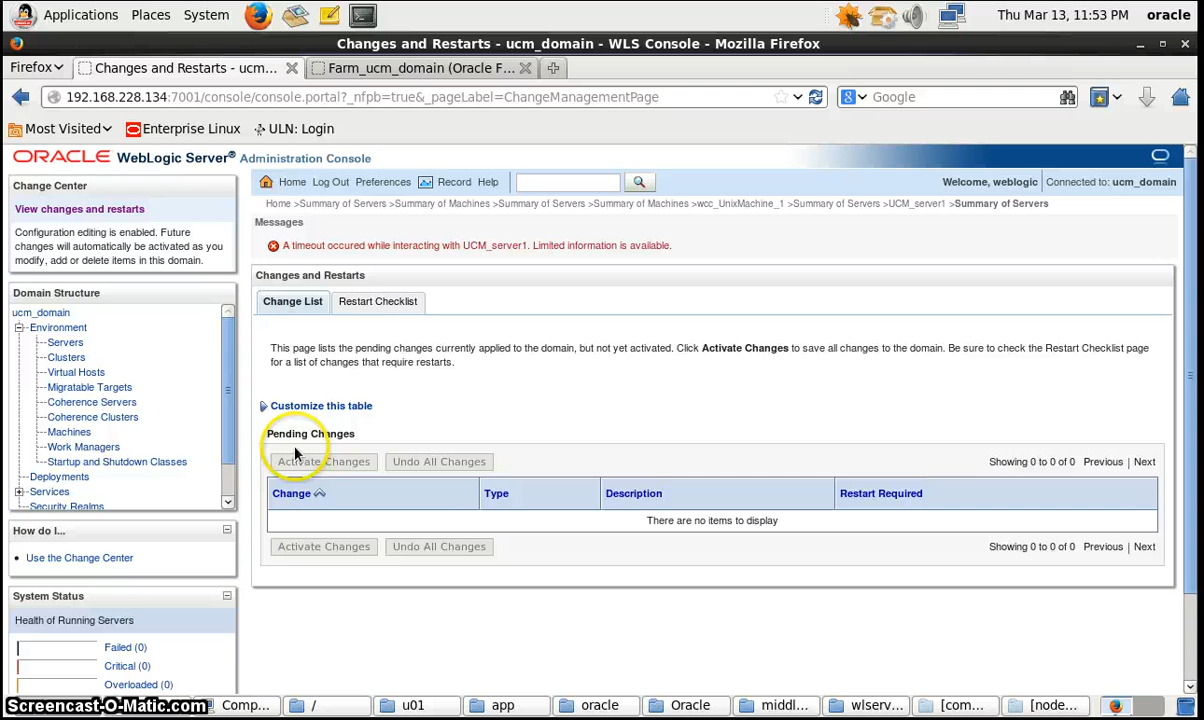 Applications Places System Thu Mar 13, 11:53 PM oracle
Changes and Restarts - ucm_domain - WLS Console - Mozilla Firefox
Firefox Changes and Restarts - ucm... Farm_ucm_domain (Oracle F...
192.168.228.134:7001/console/console.portal?_nfpb=true&_pageLabel=ChangeManagementPage Google
Most Visited Enterprise Linux ULN: Login
ORACLE WebLogic Server® Administration Console
Change Center
View changes and restarts
Configuration editing is enabled. Future
changes will automatically be activated as you
modify, add or delete items in this domain.
Domain Structure
ucm_domain
Environment
Servers
Clusters
Virtual Hosts
Migratable Targets
Coherence Servers
Coherence Clusters
Machines
Work Managers
Startup and Shutdown Classes
Deployments
Services
Security Realms
How do I...
Use the Change Center
System Status
Health of Running Servers
Failed (0)
Critical (0)
Overloaded (0)
Home Log Out Preferences Record Help
Welcome, weblogic Connected to: ucm_domain
Home >Summary of Servers >Summary of Machines >Summary of Servers >Summary of Machines >wcc_UnixMachine_1 >Summary of Servers >UCM_server1 >Summary of Servers
Messages
A timeout occured while interacting with UCM_server1. Limited information is available.
Changes and Restarts
Change List Restart Checklist
This page lists the pending changes currently applied to the domain, but not yet activated. Click Activate Changes to save all changes to the domain. Be sure to check the Restart Checklist page
for a list of changes that require restarts.
Customize this table
Pending Changes
Activate Changes Undo All Changes Showing 0 to 0 of 0 Previous | Next
Change Type Description Restart Required
There are no items to display
Activate Changes Undo All Changes Showing 0 to 0 of 0 Previous | Next
Screencast-O-Matic.com Comp... / u01 app oracle Oracle middl... wlserv... [com... [node...